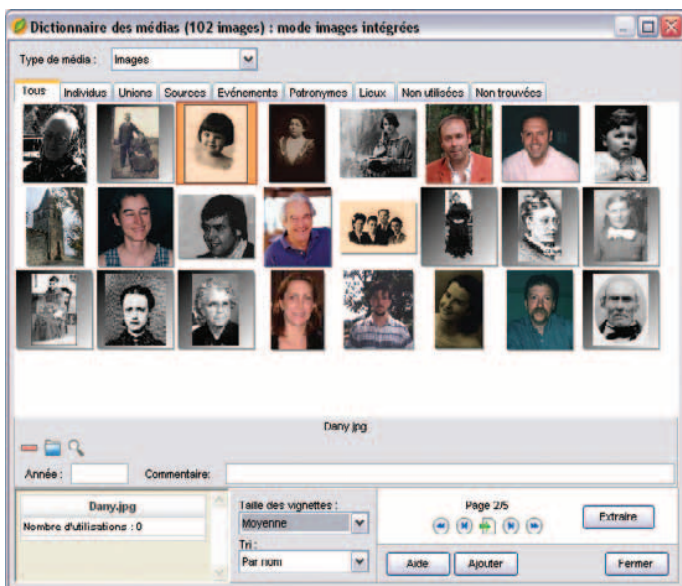 Dictionnaire des médias (102 images) : mode images intégrées
Type de média : Images
Tous Individus Unions Sources Evénements Patronymes Lieux Non utilisées Non trouvées
Dany.jpg
Année : Commentaire:
Dany.jpg
Nombre d'utilisations : 0
Taille des vignettes :
Moyenne
Tri :
Par nom
Page 2/5
Extraire
Aide Ajouter Fermer